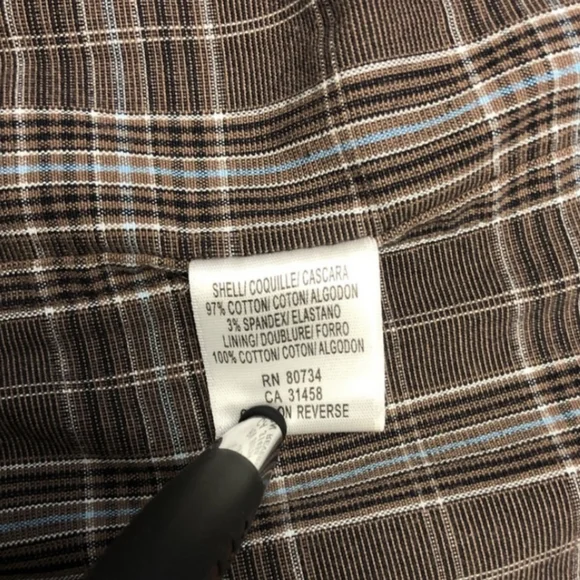 SHELL/ COQUILLE/ CASCARA
97% COTTON/ COTON/ ALGODON
3% SPANDEX/ ELASTANO
LINING/ DOUBLURE/ FORRO
100% COTTON/ COTON/ ALGODON
RN 80734
CA 31458
ON REVERSE